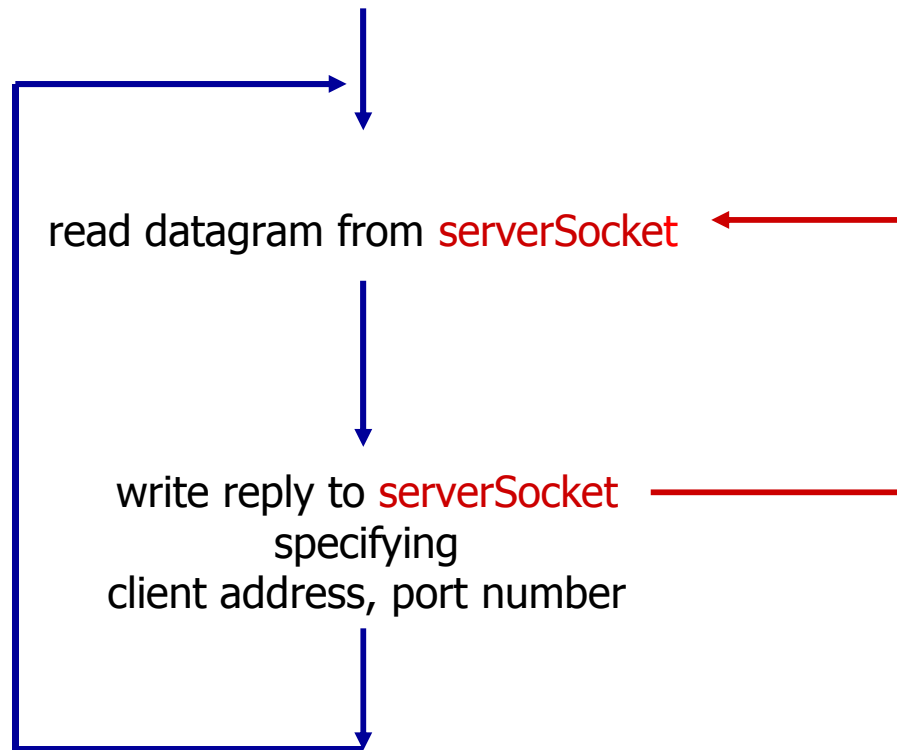 read datagram from serverSocket
write reply to serverSocket
specifying
client address, port number